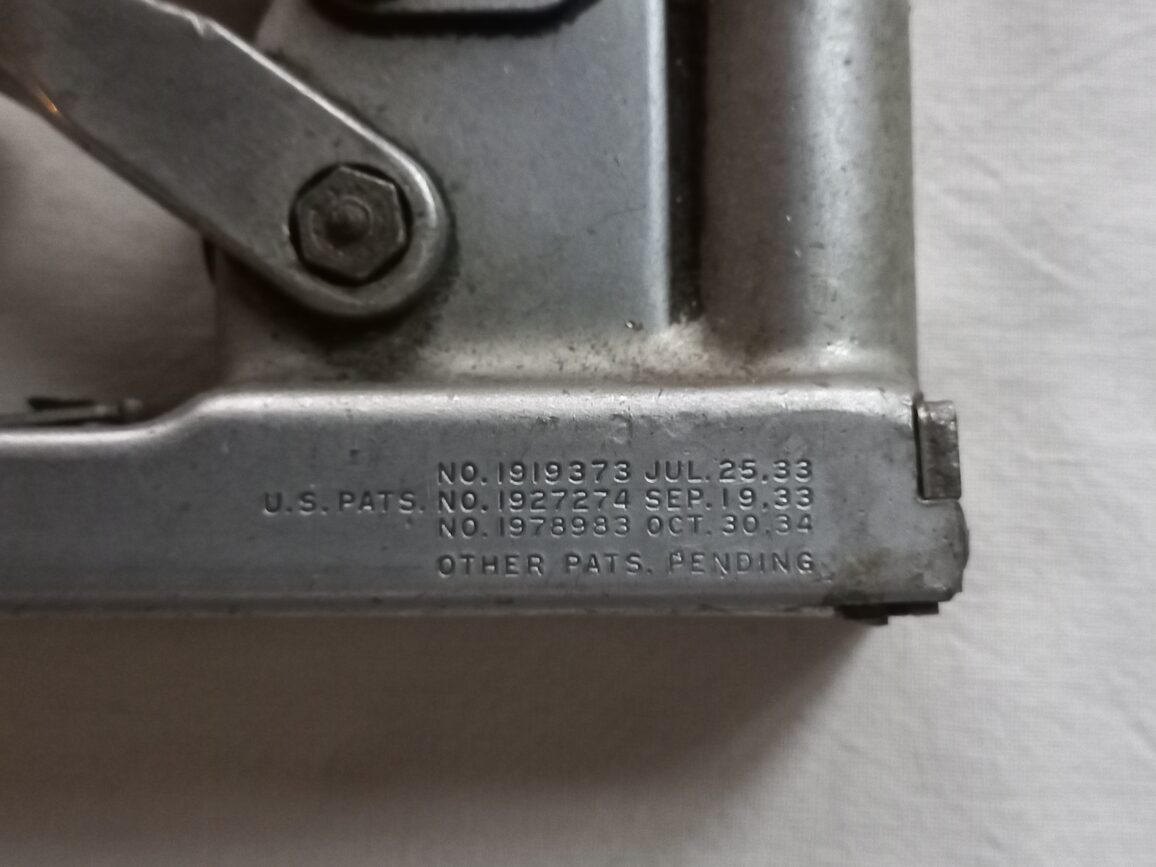 NO. 1919373 JUL. 25. 33
U.S. PATS. NO. 1927274 SEP. 19. 33
NO. 1978983 OCT. 30. 34
OTHER PATS. PENDING